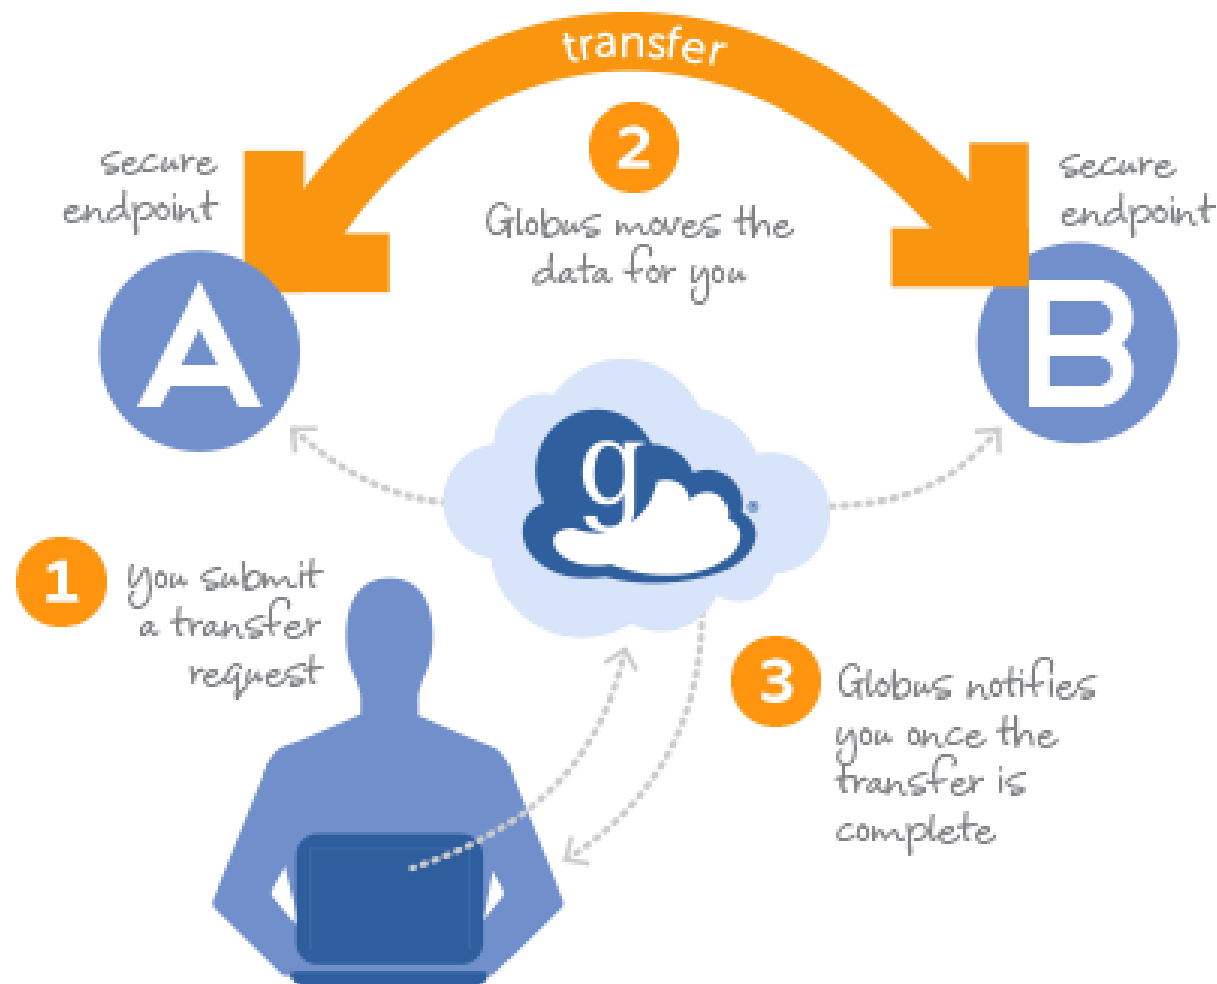 transfer
2
secure
endpoint
Globus moves the
data for you
secure
endpoint
A
B
g
®
1
you submit
a transfer
request
3
Globus notifies
you once the
transfer is
complete